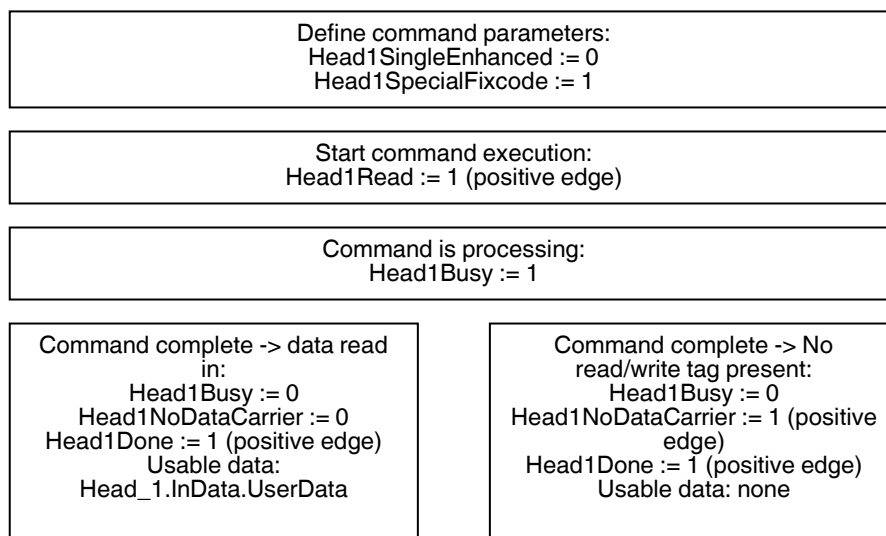 Define command parameters:
Head1SingleEnhanced := 0
Head1SpecialFixcode := 1
Start command execution:
Head1Read := 1 (positive edge)
Command is processing:
Head1Busy := 1
Command complete -> data read
in:
Head1Busy := 0
Head1NoDataCarrier := 0
Head1Done := 1 (positive edge)
Usable data:
Head_1.InData.UserData
Command complete -> No
read/write tag present:
Head1Busy := 0
Head1NoDataCarrier := 1 (positive
edge)
Head1Done := 1 (positive edge)
Usable data: none